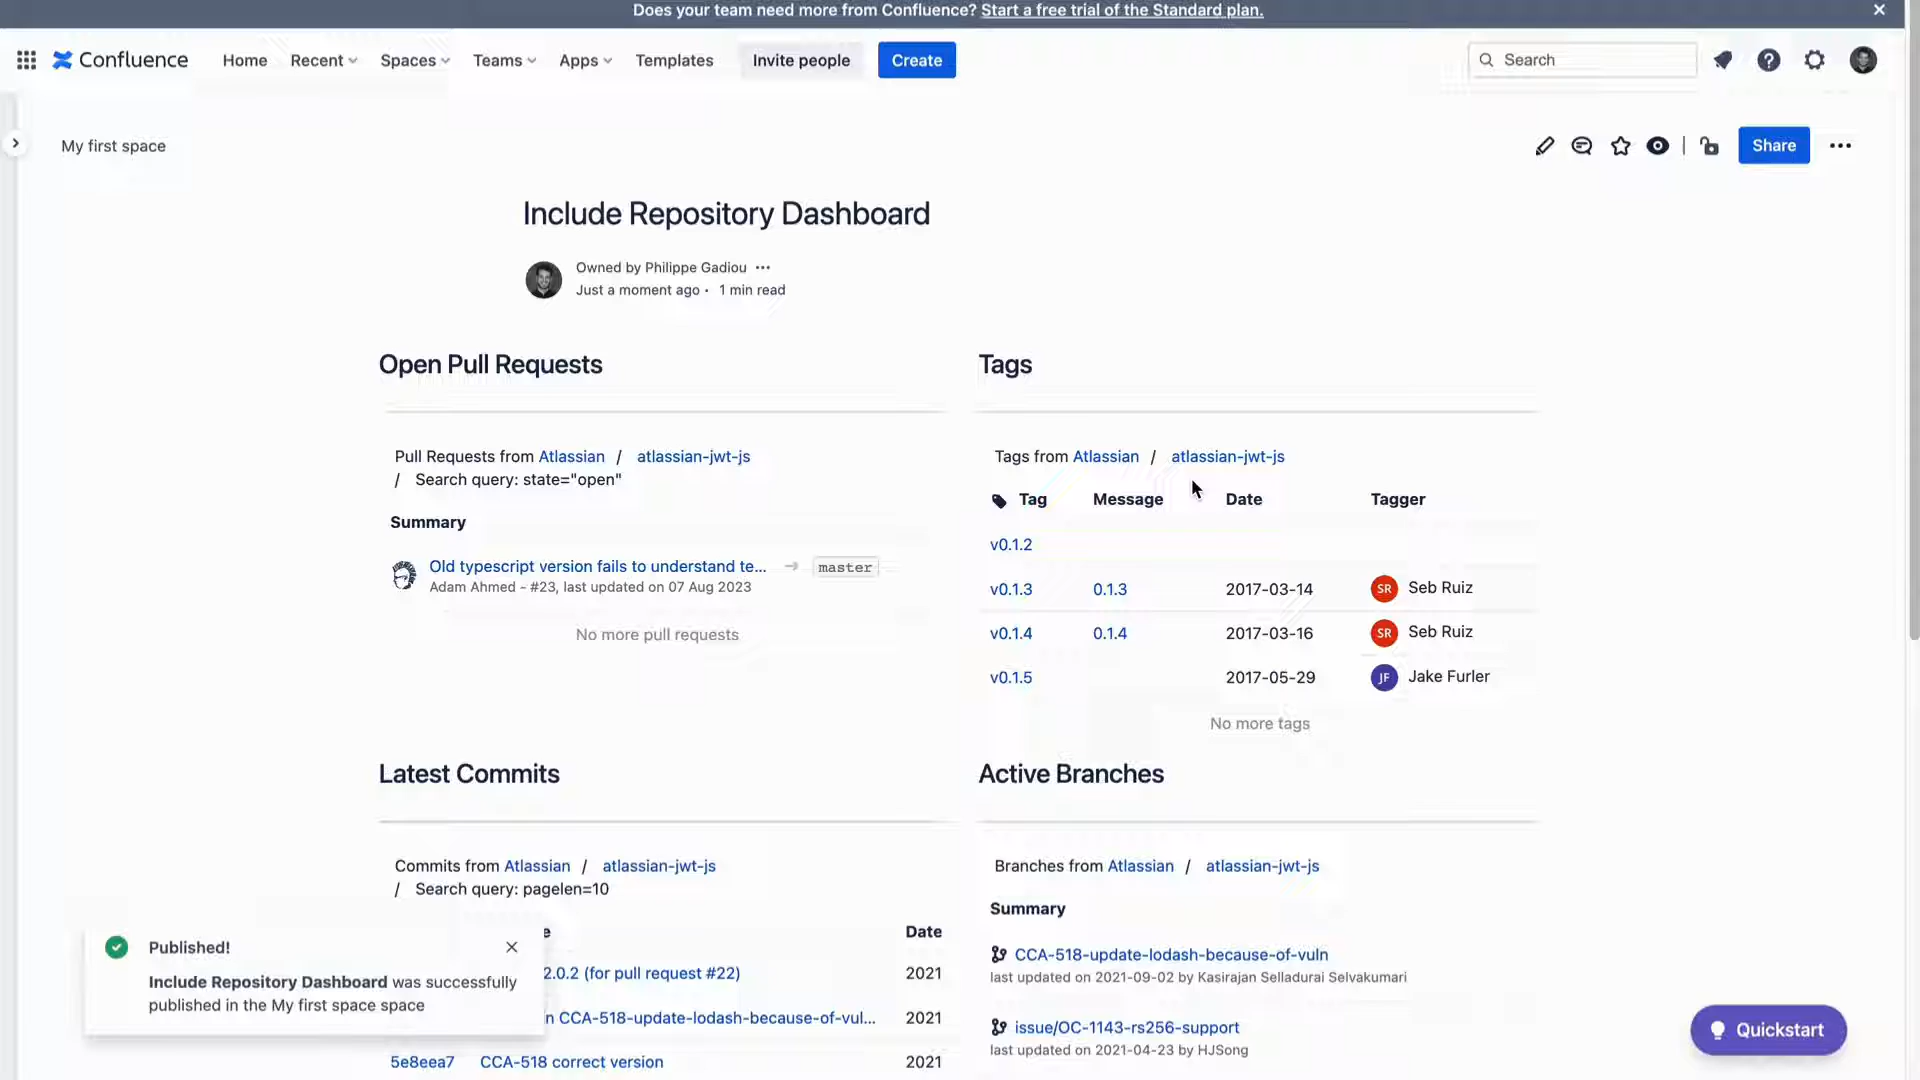 Does your team need more from Confluence? Start a free trial of the Standard plan.
Confluence Home Recent Spaces Teams Apps Templates Invite people Create Search
My first space
Share
Include Repository Dashboard
Owned by Philippe Gadiou
Just a moment ago · 1 min read
Open Pull Requests
Pull Requests from Atlassian / atlassian-jwt-js
/ Search query: state="open"
Summary
Old typescript version fails to understand te... → master
Adam Ahmed - #23, last updated on 07 Aug 2023
No more pull requests
Tags
Tags from Atlassian / atlassian-jwt-js
Tag Message Date Tagger
v0.1.2
v0.1.3 0.1.3 2017-03-14 SR Seb Ruiz
v0.1.4 0.1.4 2017-03-16 SR Seb Ruiz
v0.1.5 2017-05-29 JF Jake Furler
No more tags
Latest Commits
Commits from Atlassian / atlassian-jwt-js
/ Search query: pagelen=10
e Date
2.0.2 (for pull request #22) 2021
n CCA-518-update-lodash-because-of-vul... 2021
5e8eea7 CCA-518 correct version 2021
Active Branches
Branches from Atlassian / atlassian-jwt-js
Summary
CCA-518-update-lodash-because-of-vuln
last updated on 2021-09-02 by Kasirajan Selladurai Selvakumari
issue/OC-1143-rs256-support
last updated on 2021-04-23 by HJSong
Published!
Include Repository Dashboard was successfully
published in the My first space space
Quickstart